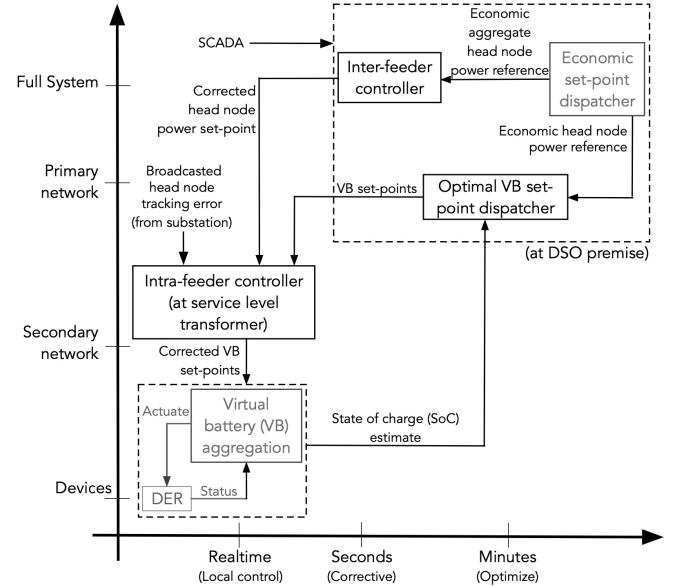 Economic
aggregate
head node
power reference
SCADA
Inter-feeder
controller
Economic
set-point
dispatcher
Full System
Corrected
head node
power set-point
Economic head node
power reference
Primary
network
Broadcasted
head node
tracking error
(from substation)
VB set-points
Optimal VB set-
point dispatcher
(at DSO premise)
Intra-feeder controller
(at service level
transformer)
Secondary
network
Corrected VB
set-points
Actuate
Virtual
battery (VB)
aggregation
State of charge (SoC)
estimate
Devices
DER
Status
Realtime
(Local control)
Seconds
(Corrective)
Minutes
(Optimize)